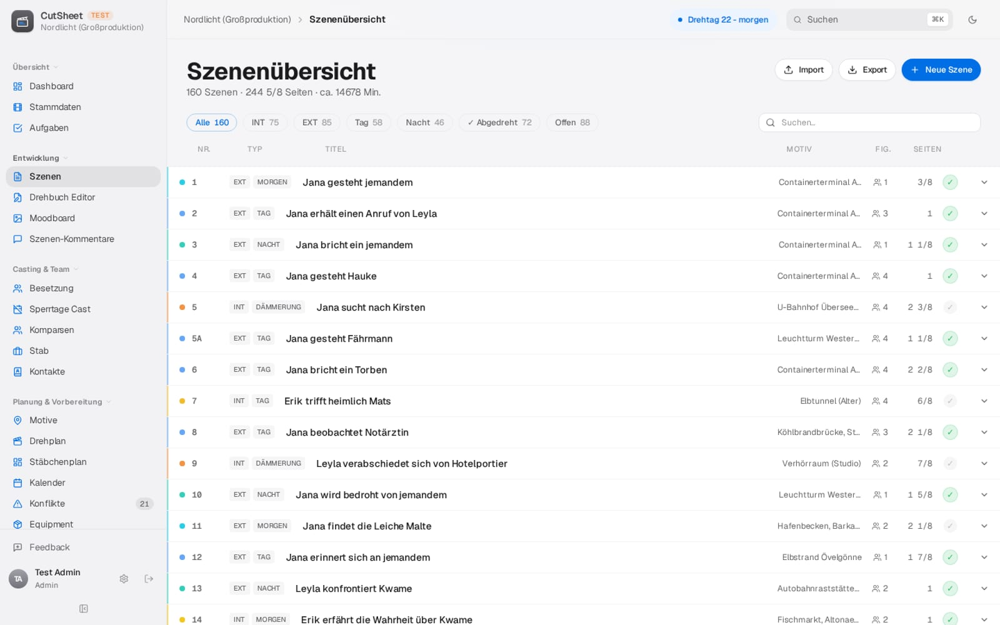 CutSheet TEST
Nordlicht (Großproduktion)
Nordlicht (Großproduktion) > Szenenübersicht
Drehtag 22 - morgen
Suchen ⌘K
Übersicht
Dashboard
Stammdaten
Aufgaben
Entwicklung
Szenen
Drehbuch Editor
Moodboard
Szenen-Kommentare
Casting & Team
Besetzung
Sperrtage Cast
Komparsen
Stab
Kontakte
Planung & Vorbereitung
Motive
Drehplan
Stäbchenplan
Kalender
Konflikte 21
Equipment
Feedback
TA Test Admin
Admin
Szenenübersicht
160 Szenen · 244 5/8 Seiten · ca. 14678 Min.
Import Export + Neue Szene
Alle 160 INT 75 EXT 85 Tag 58 Nacht 46 ✓ Abgedreht 72 Offen 88
Suchen…
NR. TYP TITEL MOTIV FIG. SEITEN
1 EXT MORGEN Jana gesteht jemandem Containerterminal A… 1 3/8 ✓
2 EXT TAG Jana erhält einen Anruf von Leyla Containerterminal A… 3 1 ✓
3 EXT NACHT Jana bricht ein jemandem Containerterminal A… 1 1 1/8 ✓
4 EXT TAG Jana gesteht Hauke Containerterminal A… 4 1 ✓
5 INT DÄMMERUNG Jana sucht nach Kirsten U-Bahnhof Übersee… 4 2 3/8 ✓
5A EXT TAG Jana gesteht Fährmann Leuchtturm Wester… 4 1 1/8 ✓
6 EXT TAG Jana bricht ein Torben Containerterminal A… 4 2 2/8 ✓
7 INT TAG Erik trifft heimlich Mats Elbtunnel (Alter) 4 6/8 ✓
8 EXT TAG Jana beobachtet Notärztin Köhlbrandbrücke, St… 3 2 1/8 ✓
9 INT DÄMMERUNG Leyla verabschiedet sich von Hotelportier Verhörraum (Studio) 2 7/8 ✓
10 EXT NACHT Jana wird bedroht von jemandem Leuchtturm Wester… 1 1 5/8 ✓
11 EXT MORGEN Jana findet die Leiche Malte Hafenbecken, Barka… 2 2 1/8 ✓
12 EXT TAG Jana erinnert sich an jemandem Elbstrand Övelgönne 1 1 7/8 ✓
13 EXT NACHT Leyla konfrontiert Kwame Autobahnraststätte… 2 1 ✓
14 INT MORGEN Erik erfährt die Wahrheit über Kwame Fischmarkt, Altonae… 2 1 ✓